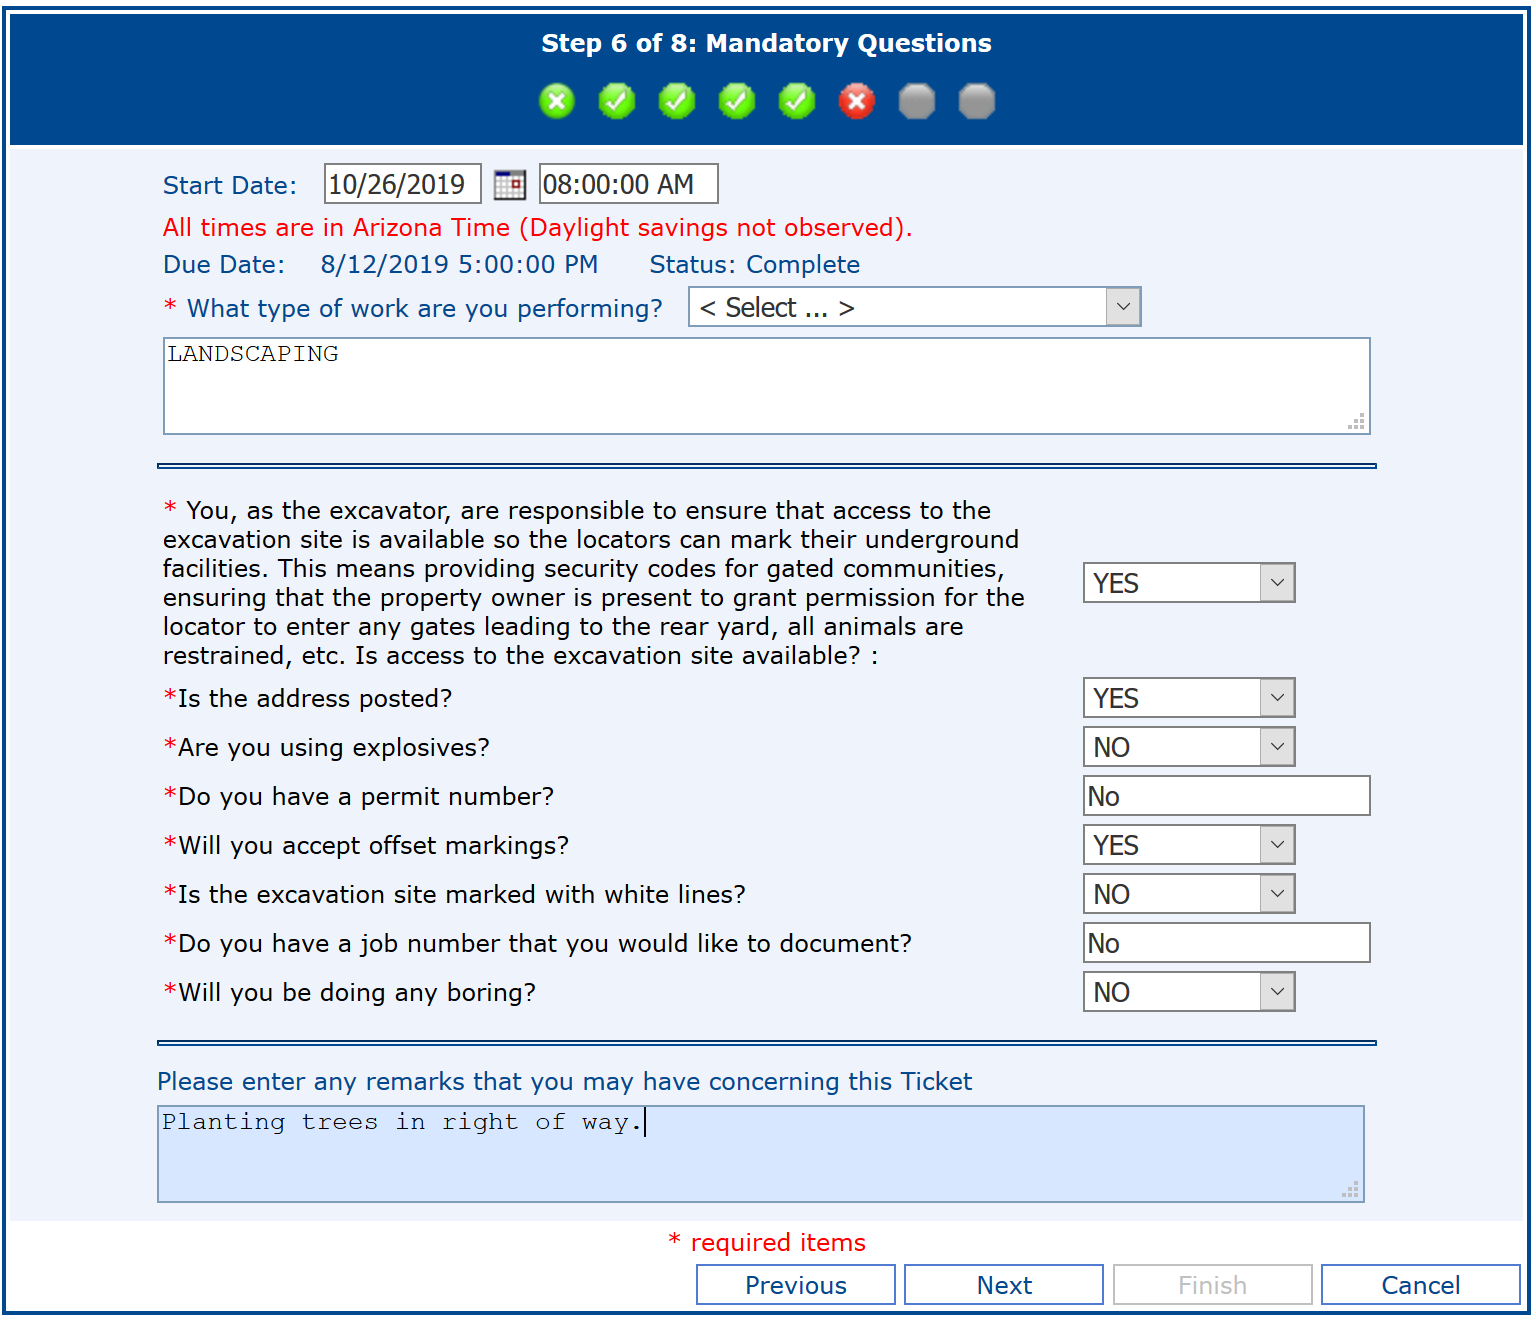 Step 6 of 8: Mandatory Questions
Start Date: 10/26/2019 08:00:00 AM
All times are in Arizona Time (Daylight savings not observed).
Due Date: 8/12/2019 5:00:00 PM Status: Complete
* What type of work are you performing? < Select ... >
LANDSCAPING
* You, as the excavator, are responsible to ensure that access to the
excavation site is available so the locators can mark their underground
facilities. This means providing security codes for gated communities,
ensuring that the property owner is present to grant permission for the
locator to enter any gates leading to the rear yard, all animals are
restrained, etc. Is access to the excavation site available? :
YES
*Is the address posted? YES
*Are you using explosives? NO
*Do you have a permit number? No
*Will you accept offset markings? YES
*Is the excavation site marked with white lines? NO
*Do you have a job number that you would like to document? No
*Will you be doing any boring? NO
Please enter any remarks that you may have concerning this Ticket
Planting trees in right of way.
* required items
Previous Next Finish Cancel